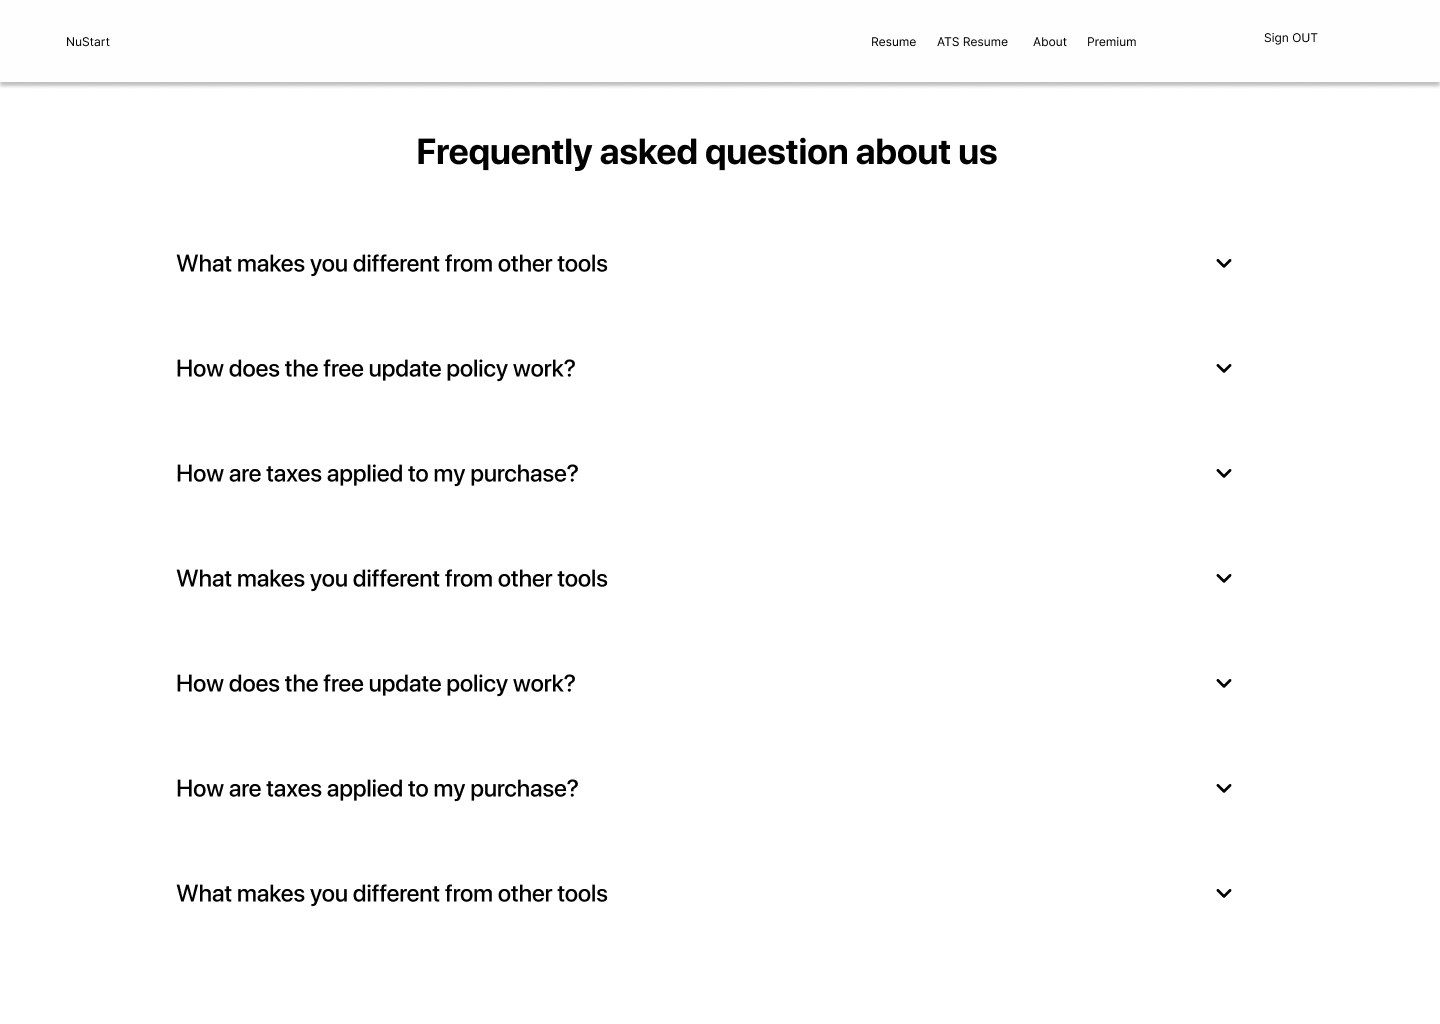 NuStart
Resume
ATS Resume
About
Premium
Sign OUT
Frequently asked question about us
What makes you different from other tools
How does the free update policy work?
How are taxes applied to my purchase?
What makes you different from other tools
How does the free update policy work?
How are taxes applied to my purchase?
What makes you different from other tools